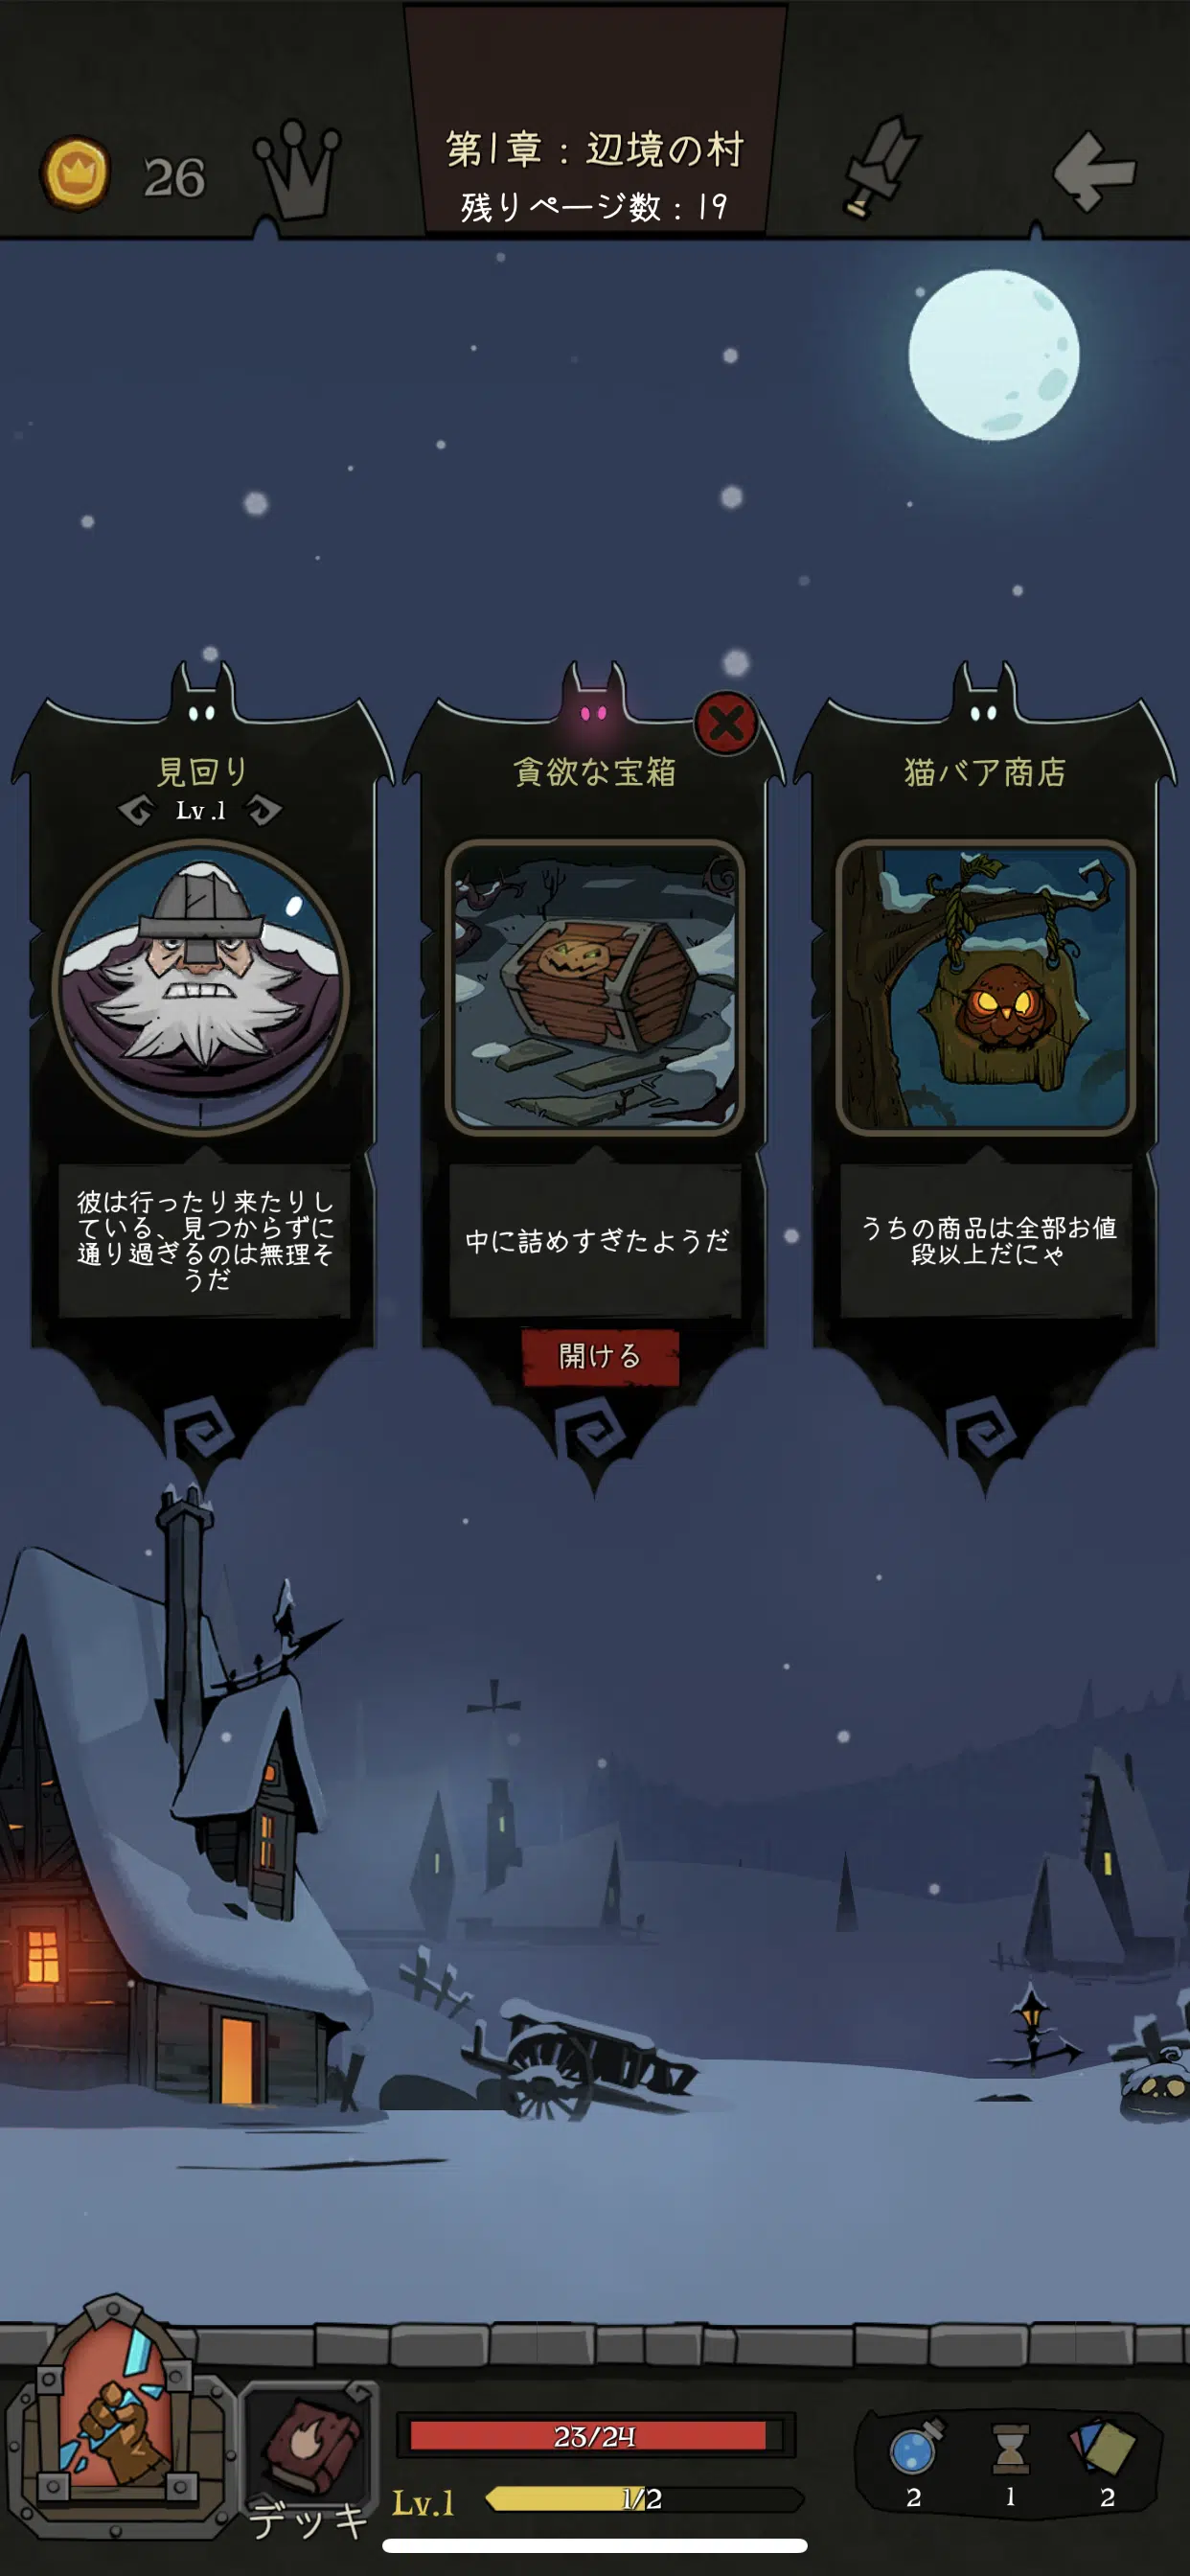 26
第1章：辺境の村
残りページ数：19
見回り
Lv.1
彼は行ったり来たりし
ている、見つからずに
通り過ぎるのは無理そ
うだ
貪欲な宝箱
中に詰めすぎたようだ
開ける
猫バア商店
うちの商品は全部お値
段以上だにゃ
デッキ
23/24
Lv.1
1/2
2
1
2